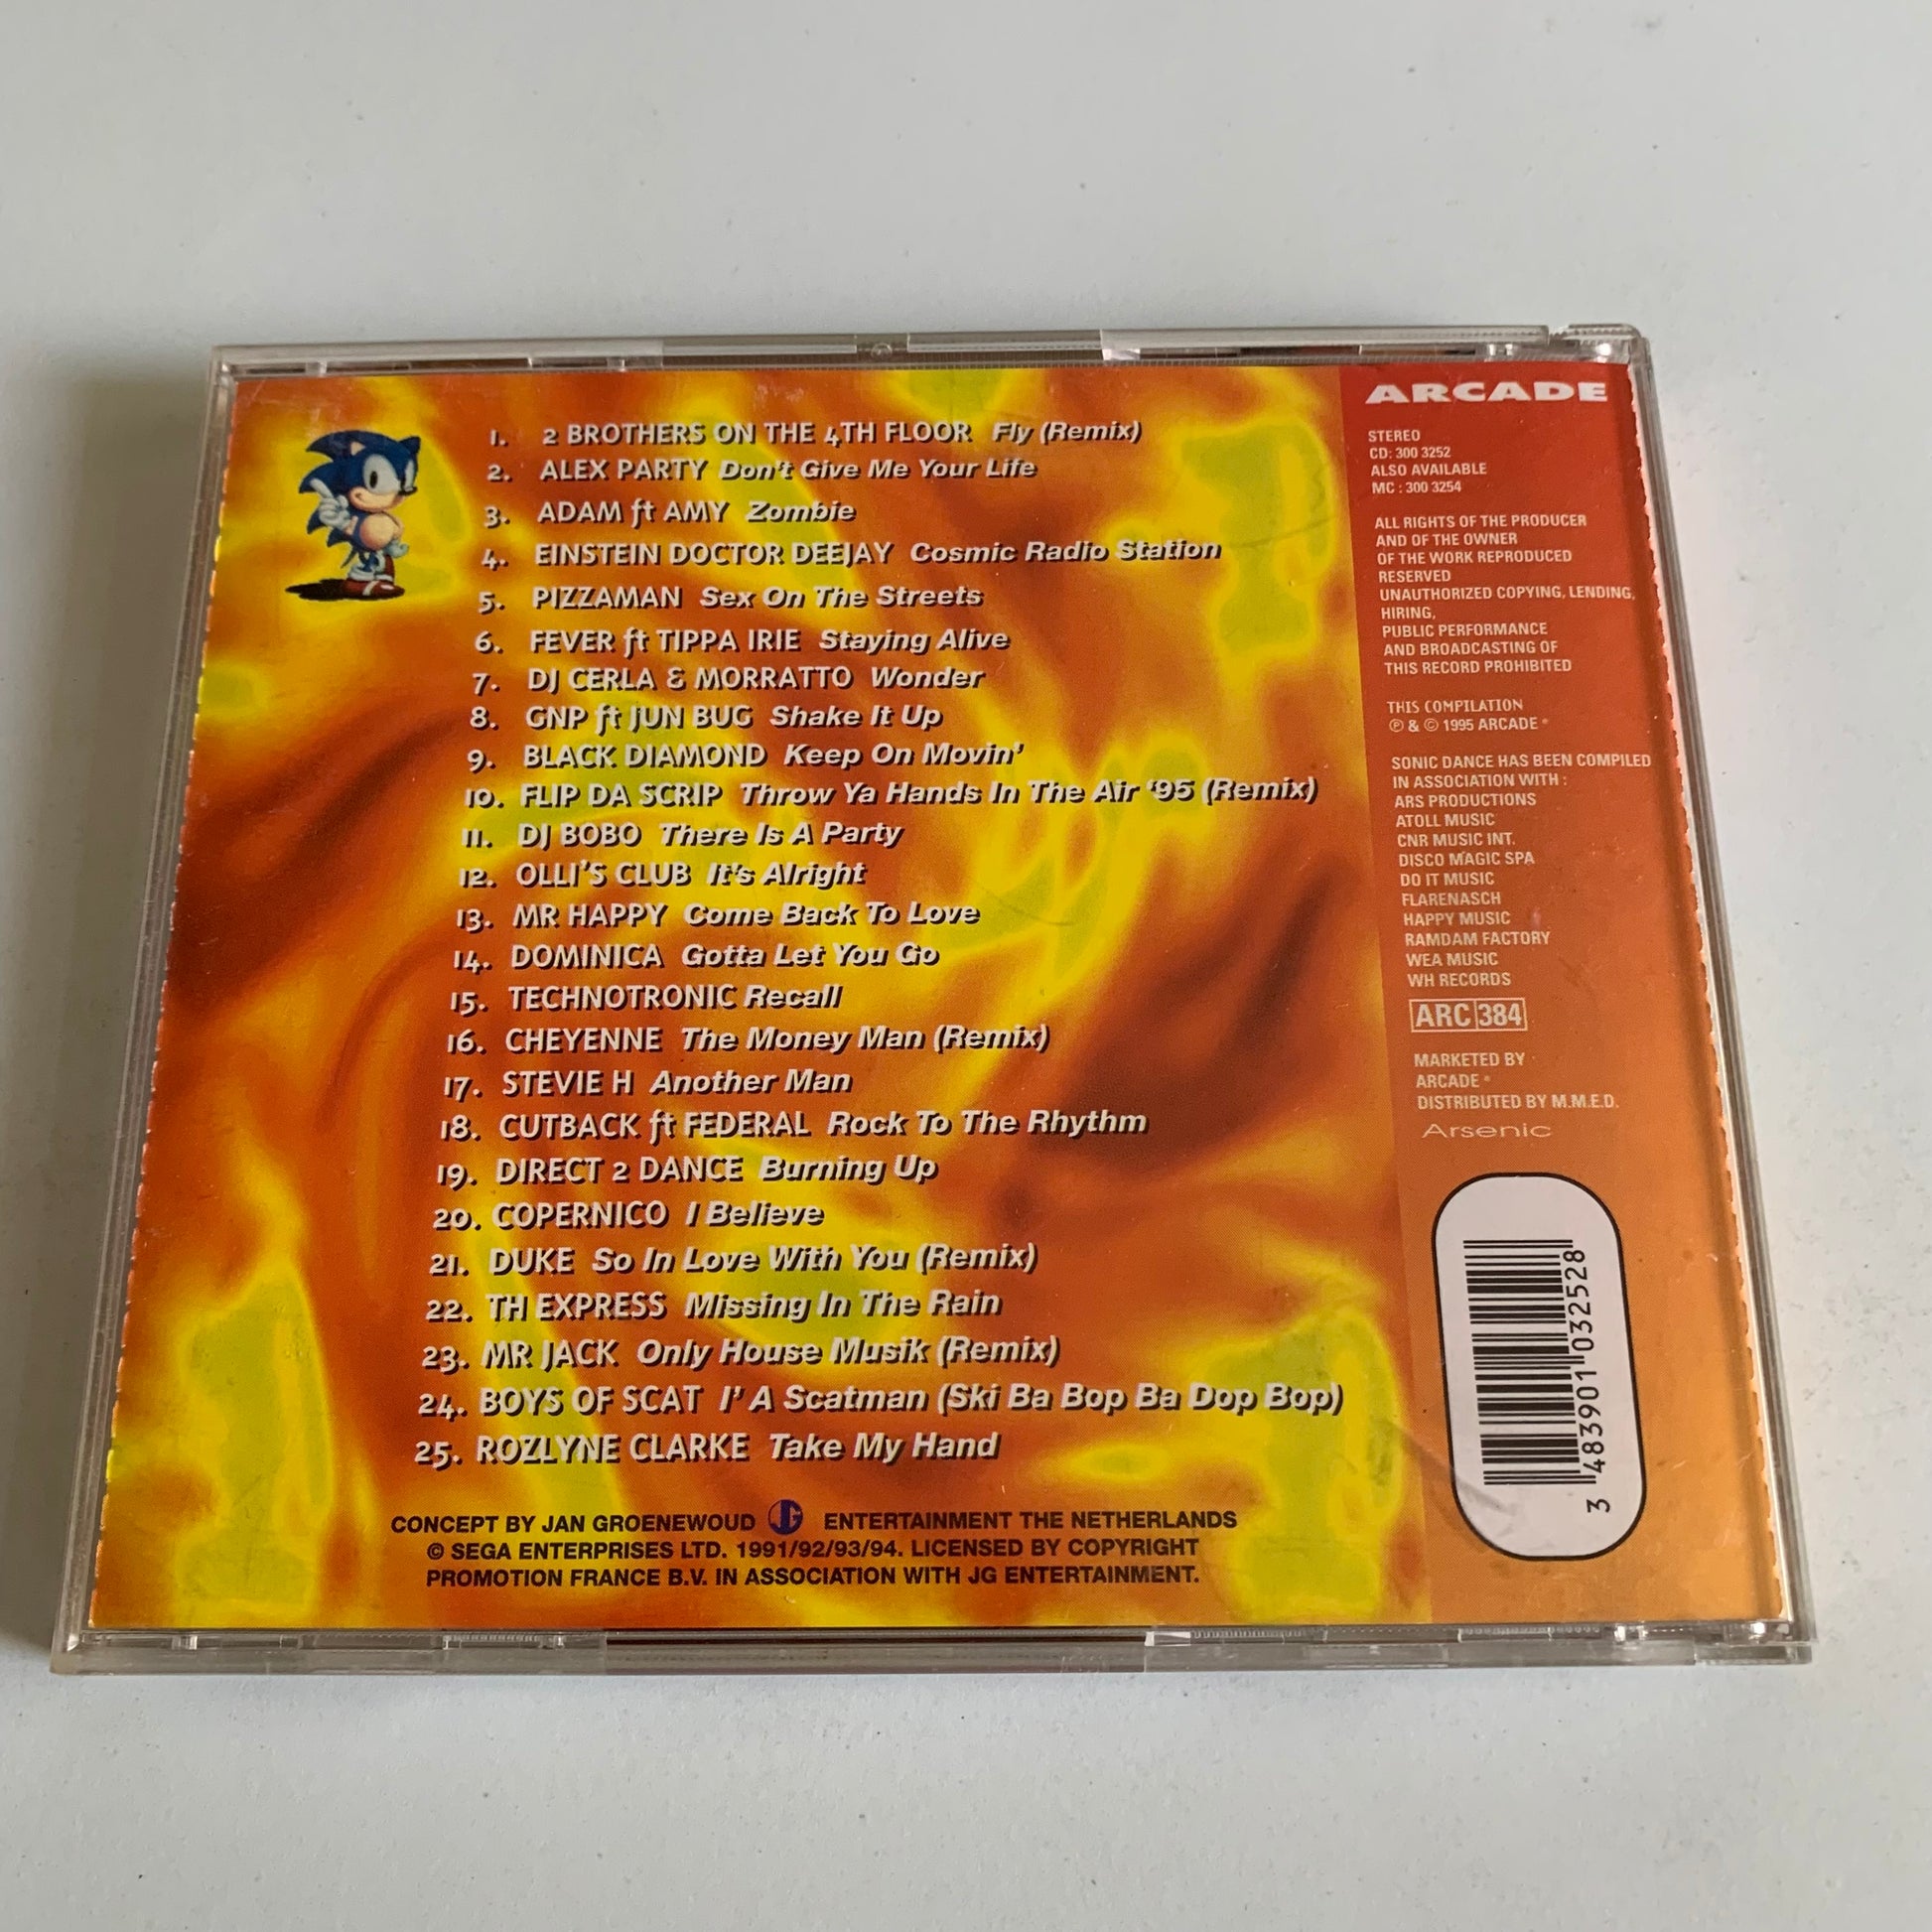 1. 2 BROTHERS ON THE 4TH FLOOR Fly (Remix)
2. ALEX PARTY Don't Give Me Your Life
3. ADAM ft AMY Zombie
4. EINSTEIN DOCTOR DEEJAY Cosmic Radio Station
5. PIZZAMAN Sex On The Streets
6. FEVER ft TIPPA IRIE Staying Alive
7. DJ CERLA & MORRATTO Wonder
8. GNP ft JUN BUG Shake It Up
9. BLACK DIAMOND Keep On Movin'
10. FLIP DA SCRIP Throw Ya Hands In The Air '95 (Remix)
11. DJ BOBO There Is A Party
12. OLLI'S CLUB It's Alright
13. MR HAPPY Come Back To Love
14. DOMINICA Gotta Let You Go
15. TECHNOTRONIC Recall
16. CHEYENNE The Money Man (Remix)
17. STEVIE H Another Man
18. CUTBACK ft FEDERAL Rock To The Rhythm
19. DIRECT 2 DANCE Burning Up
20. COPERNICO I Believe
21. DUKE So In Love With You (Remix)
22. TH EXPRESS Missing In The Rain
23. MR JACK Only House Musik (Remix)
24. BOYS OF SCAT I' A Scatman (Ski Ba Bop Ba Dop Bop)
25. ROZLYNE CLARKE Take My Hand
CONCEPT BY JAN GROENEWOUD JG ENTERTAINMENT THE NETHERLANDS
© SEGA ENTERPRISES LTD. 1991/92/93/94. LICENSED BY COPYRIGHT
PROMOTION FRANCE B.V. IN ASSOCIATION WITH JG ENTERTAINMENT.
ARCADE
STEREO
CD: 300 3252
ALSO AVAILABLE
MC : 300 3254
ALL RIGHTS OF THE PRODUCER
AND OF THE OWNER
OF THE WORK REPRODUCED
RESERVED
UNAUTHORIZED COPYING, LENDING,
HIRING,
PUBLIC PERFORMANCE
AND BROADCASTING OF
THIS RECORD PROHIBITED
THIS COMPILATION
℗ & © 1995 ARCADE ®
SONIC DANCE HAS BEEN COMPILED
IN ASSOCIATION WITH :
ARS PRODUCTIONS
ATOLL MUSIC
CNR MUSIC INT.
DISCO MAGIC SPA
DO IT MUSIC
FLARENASCH
HAPPY MUSIC
RAMDAM FACTORY
WEA MUSIC
WH RECORDS
ARC 384
MARKETED BY
ARCADE ®
DISTRIBUTED BY M.M.E.D.
Arsenic
3 483901 032528